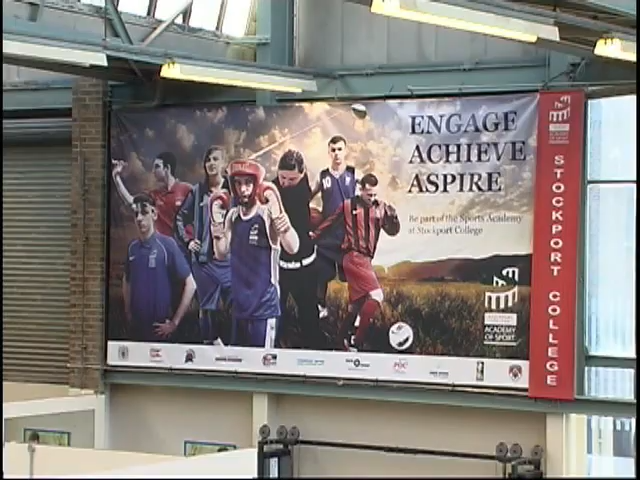 ENGAGE
ACHIEVE
ASPIRE
Be part of the Sports Academy
at Stockport College
STOCKPORT COLLEGE
ACADEMY
OF SPORT
10